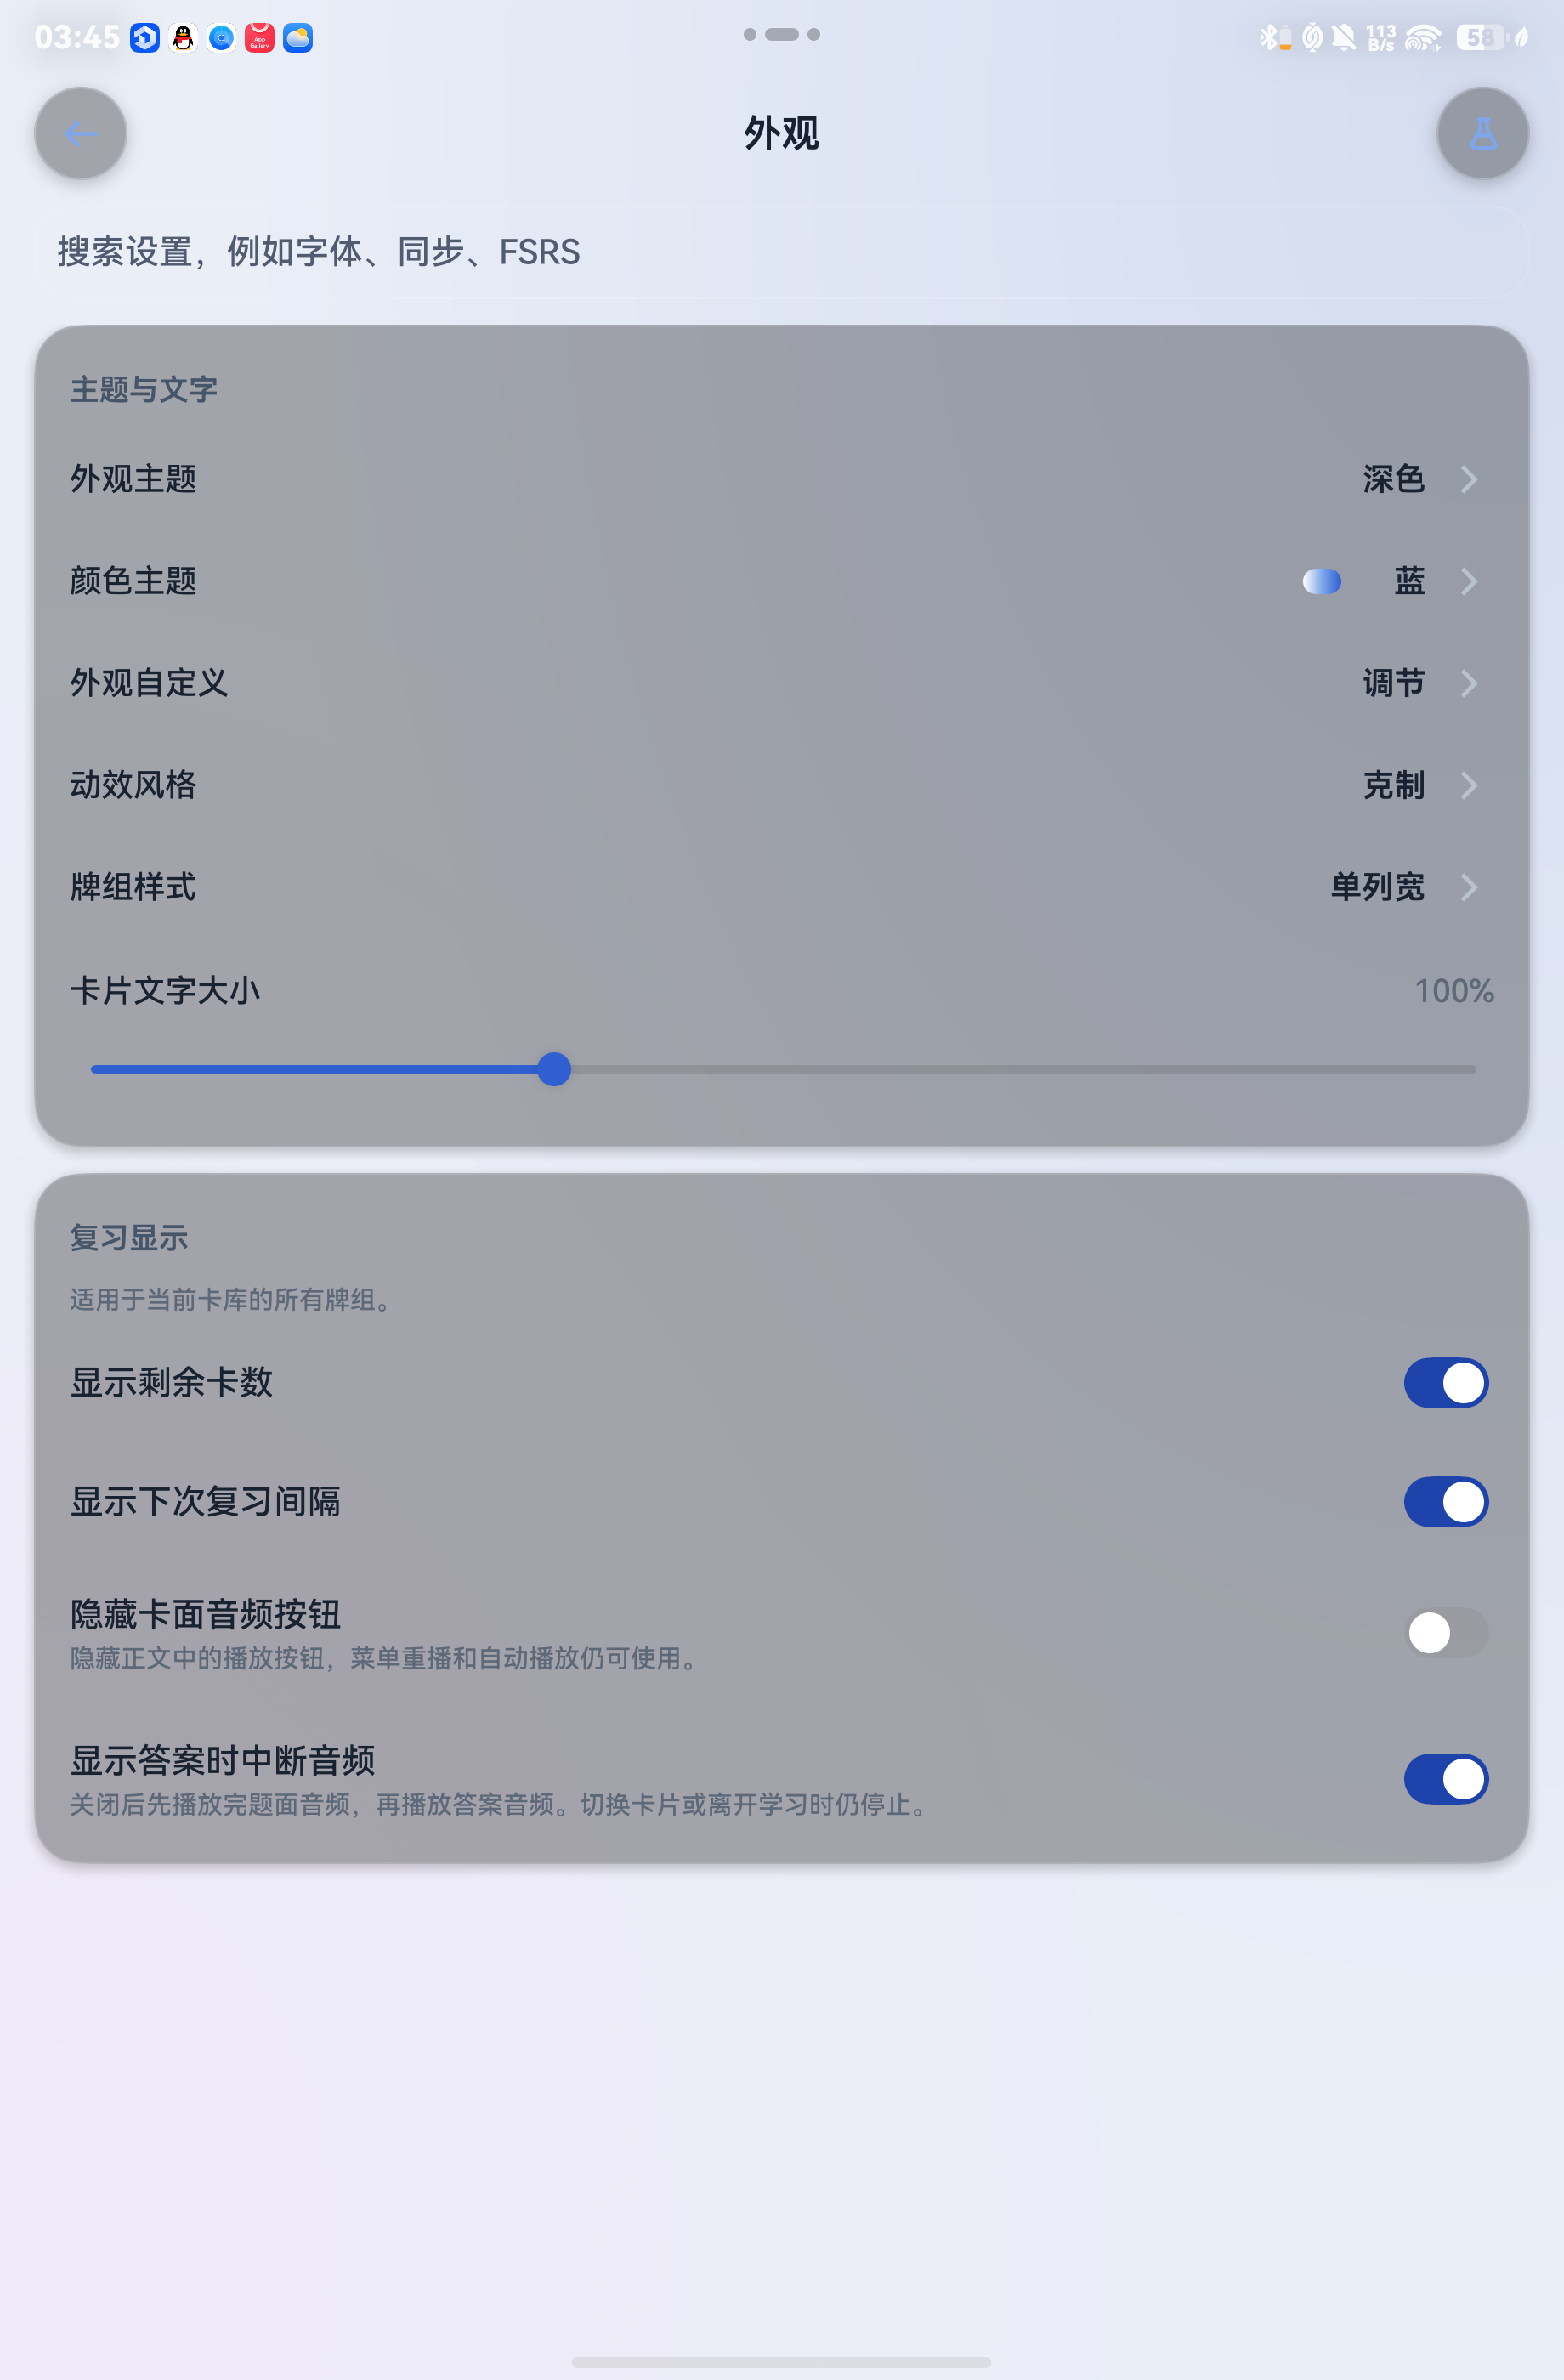 03:45
App Gallery
113 B/s
58
外观
搜索设置，例如字体、同步、FSRS
主题与文字
外观主题 深色
颜色主题 蓝
外观自定义 调节
动效风格 克制
牌组样式 单列宽
卡片文字大小 100%
复习显示
适用于当前卡库的所有牌组。
显示剩余卡数
显示下次复习间隔
隐藏卡面音频按钮
隐藏正文中的播放按钮，菜单重播和自动播放仍可使用。
显示答案时中断音频
关闭后先播放完题面音频，再播放答案音频。切换卡片或离开学习时仍停止。